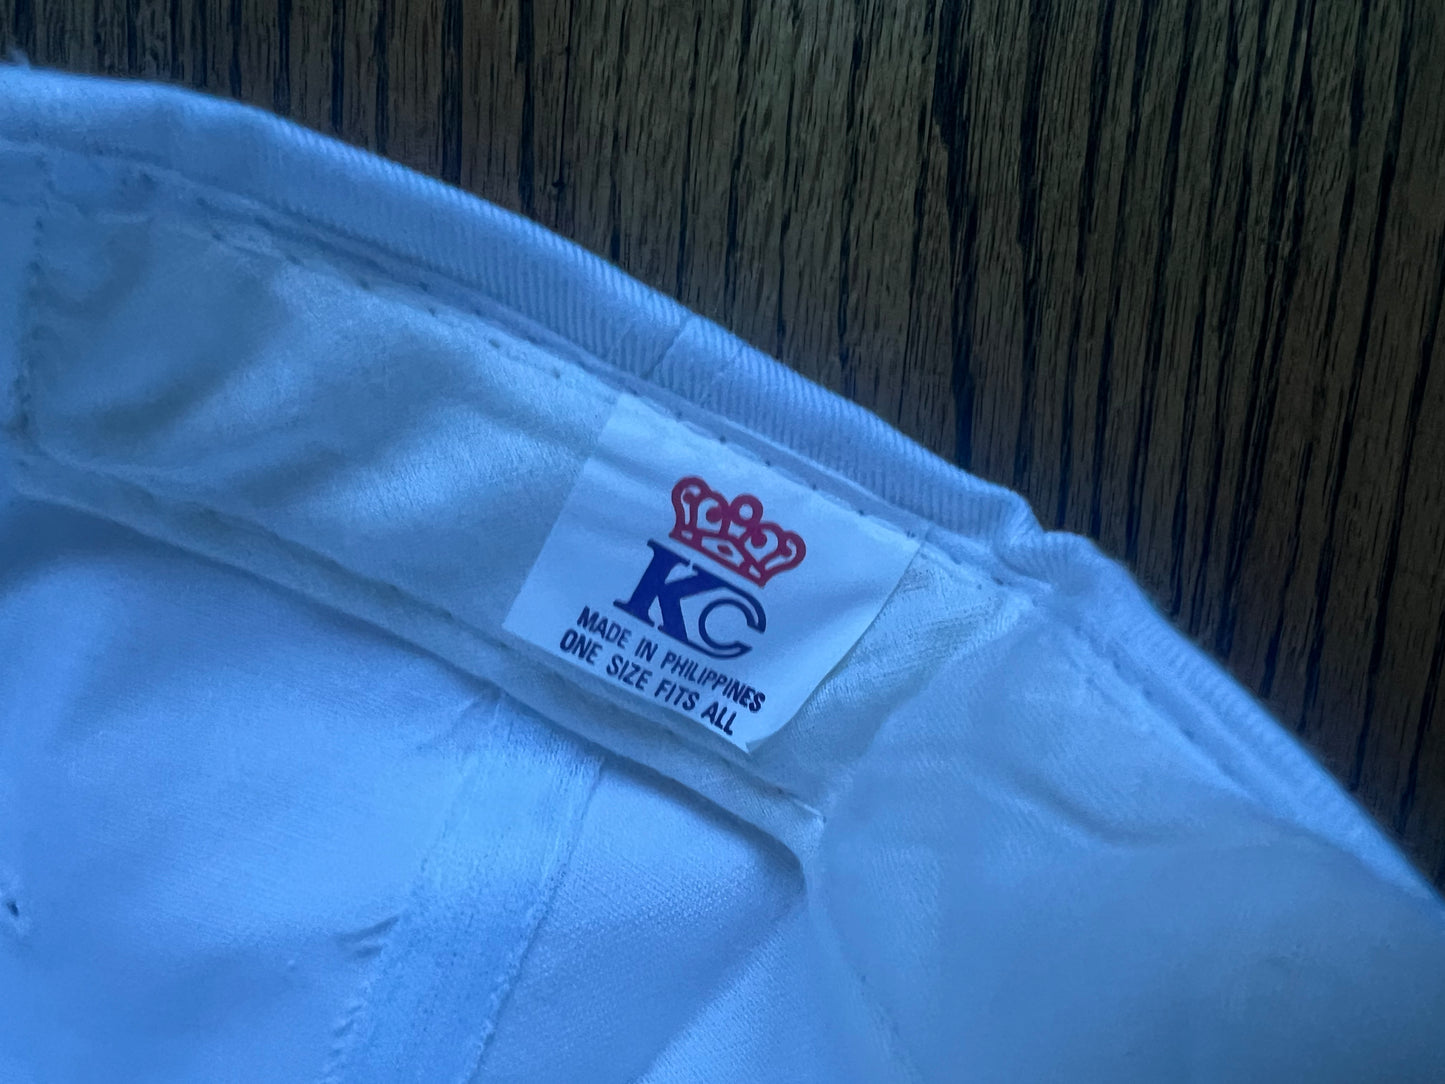 KC
MADE IN PHILIPPINES
ONE SIZE FITS ALL